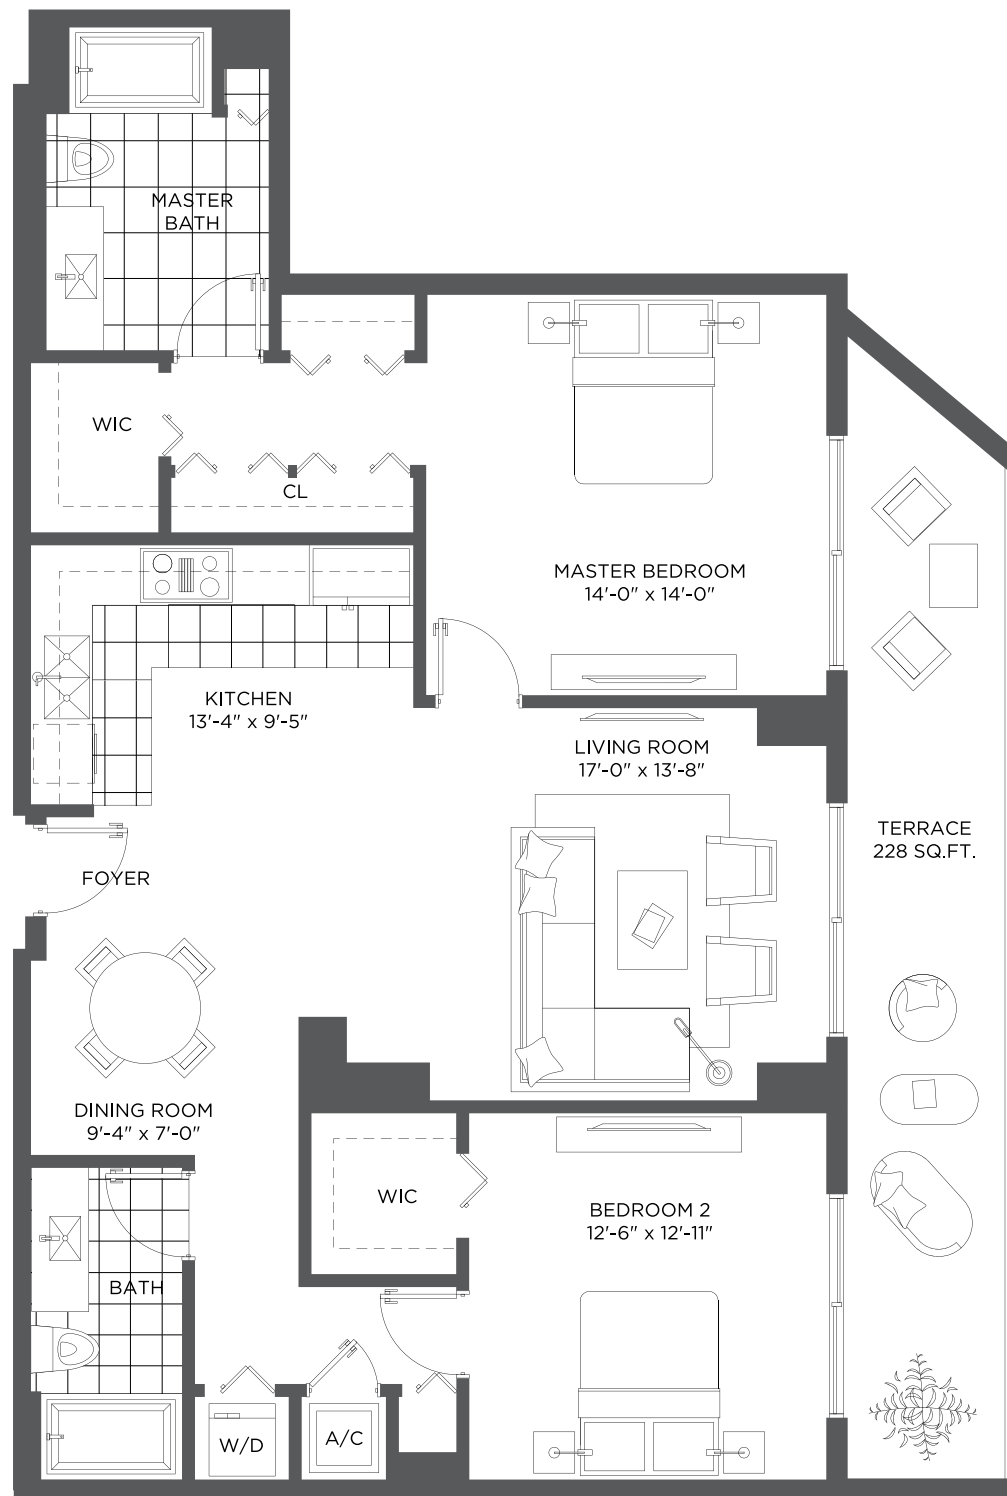 MASTER
BATH
WIC
CL
MASTER BEDROOM
14'-0" x 14'-0"
KITCHEN
13'-4" x 9'-5"
LIVING ROOM
17'-0" x 13'-8"
TERRACE
228 SQ.FT.
FOYER
DINING ROOM
9'-4" x 7'-0"
WIC
BEDROOM 2
12'-6" x 12'-11"
BATH
W/D
A/C